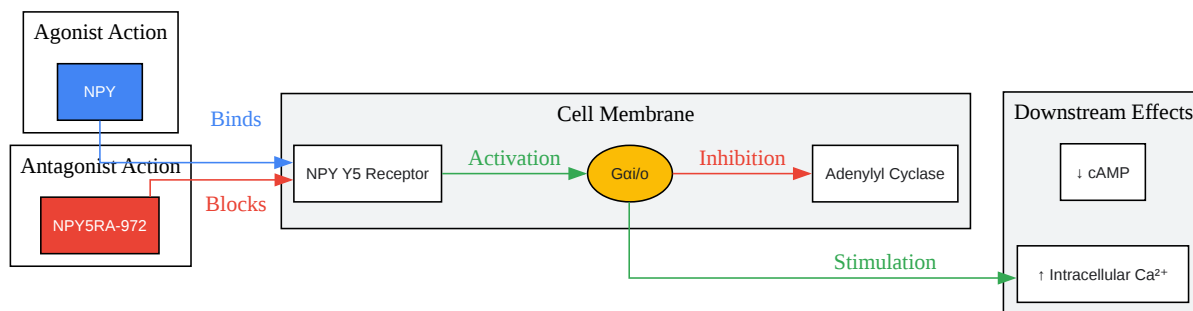 Agonist Action
NPY
Antagonist Action
NPY5RA-972
Binds
Blocks
Cell Membrane
NPY Y5 Receptor
Activation
Gαi/o
Inhibition
Adenylyl Cyclase
Stimulation
Downstream Effects
↓ cAMP
↑ Intracellular Ca²⁺